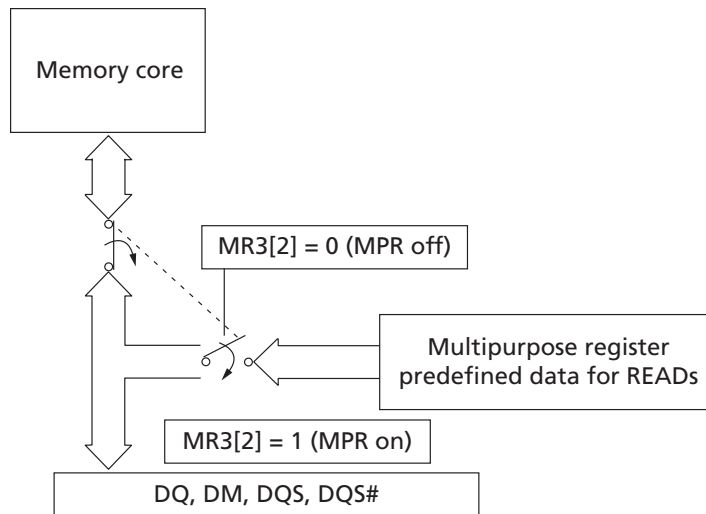 Memory core
MR3[2] = 0 (MPR off)
Multipurpose register
predefined data for READs
MR3[2] = 1 (MPR on)
DQ, DM, DQS, DQS#